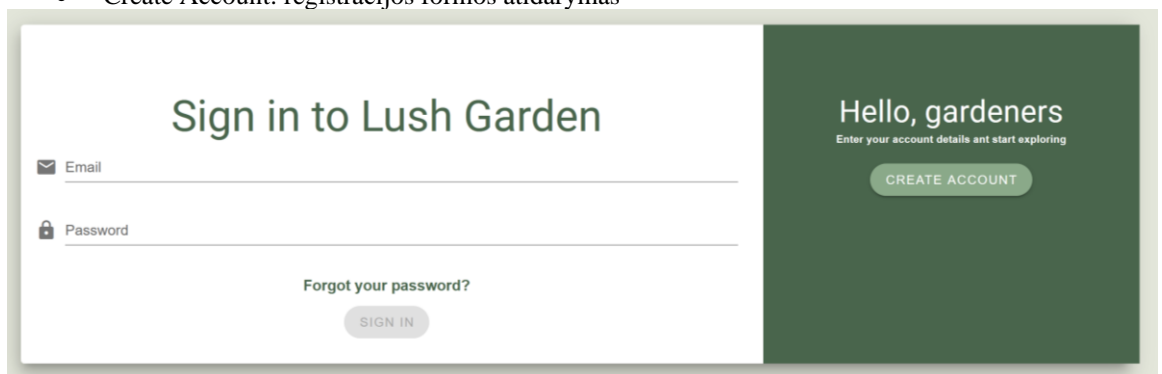 Create Account: registracijos formos atidarymas
Sign in to Lush Garden
Email
Password
Forgot your password?
SIGN IN
Hello, gardeners
Enter your account details ant start exploring
CREATE ACCOUNT